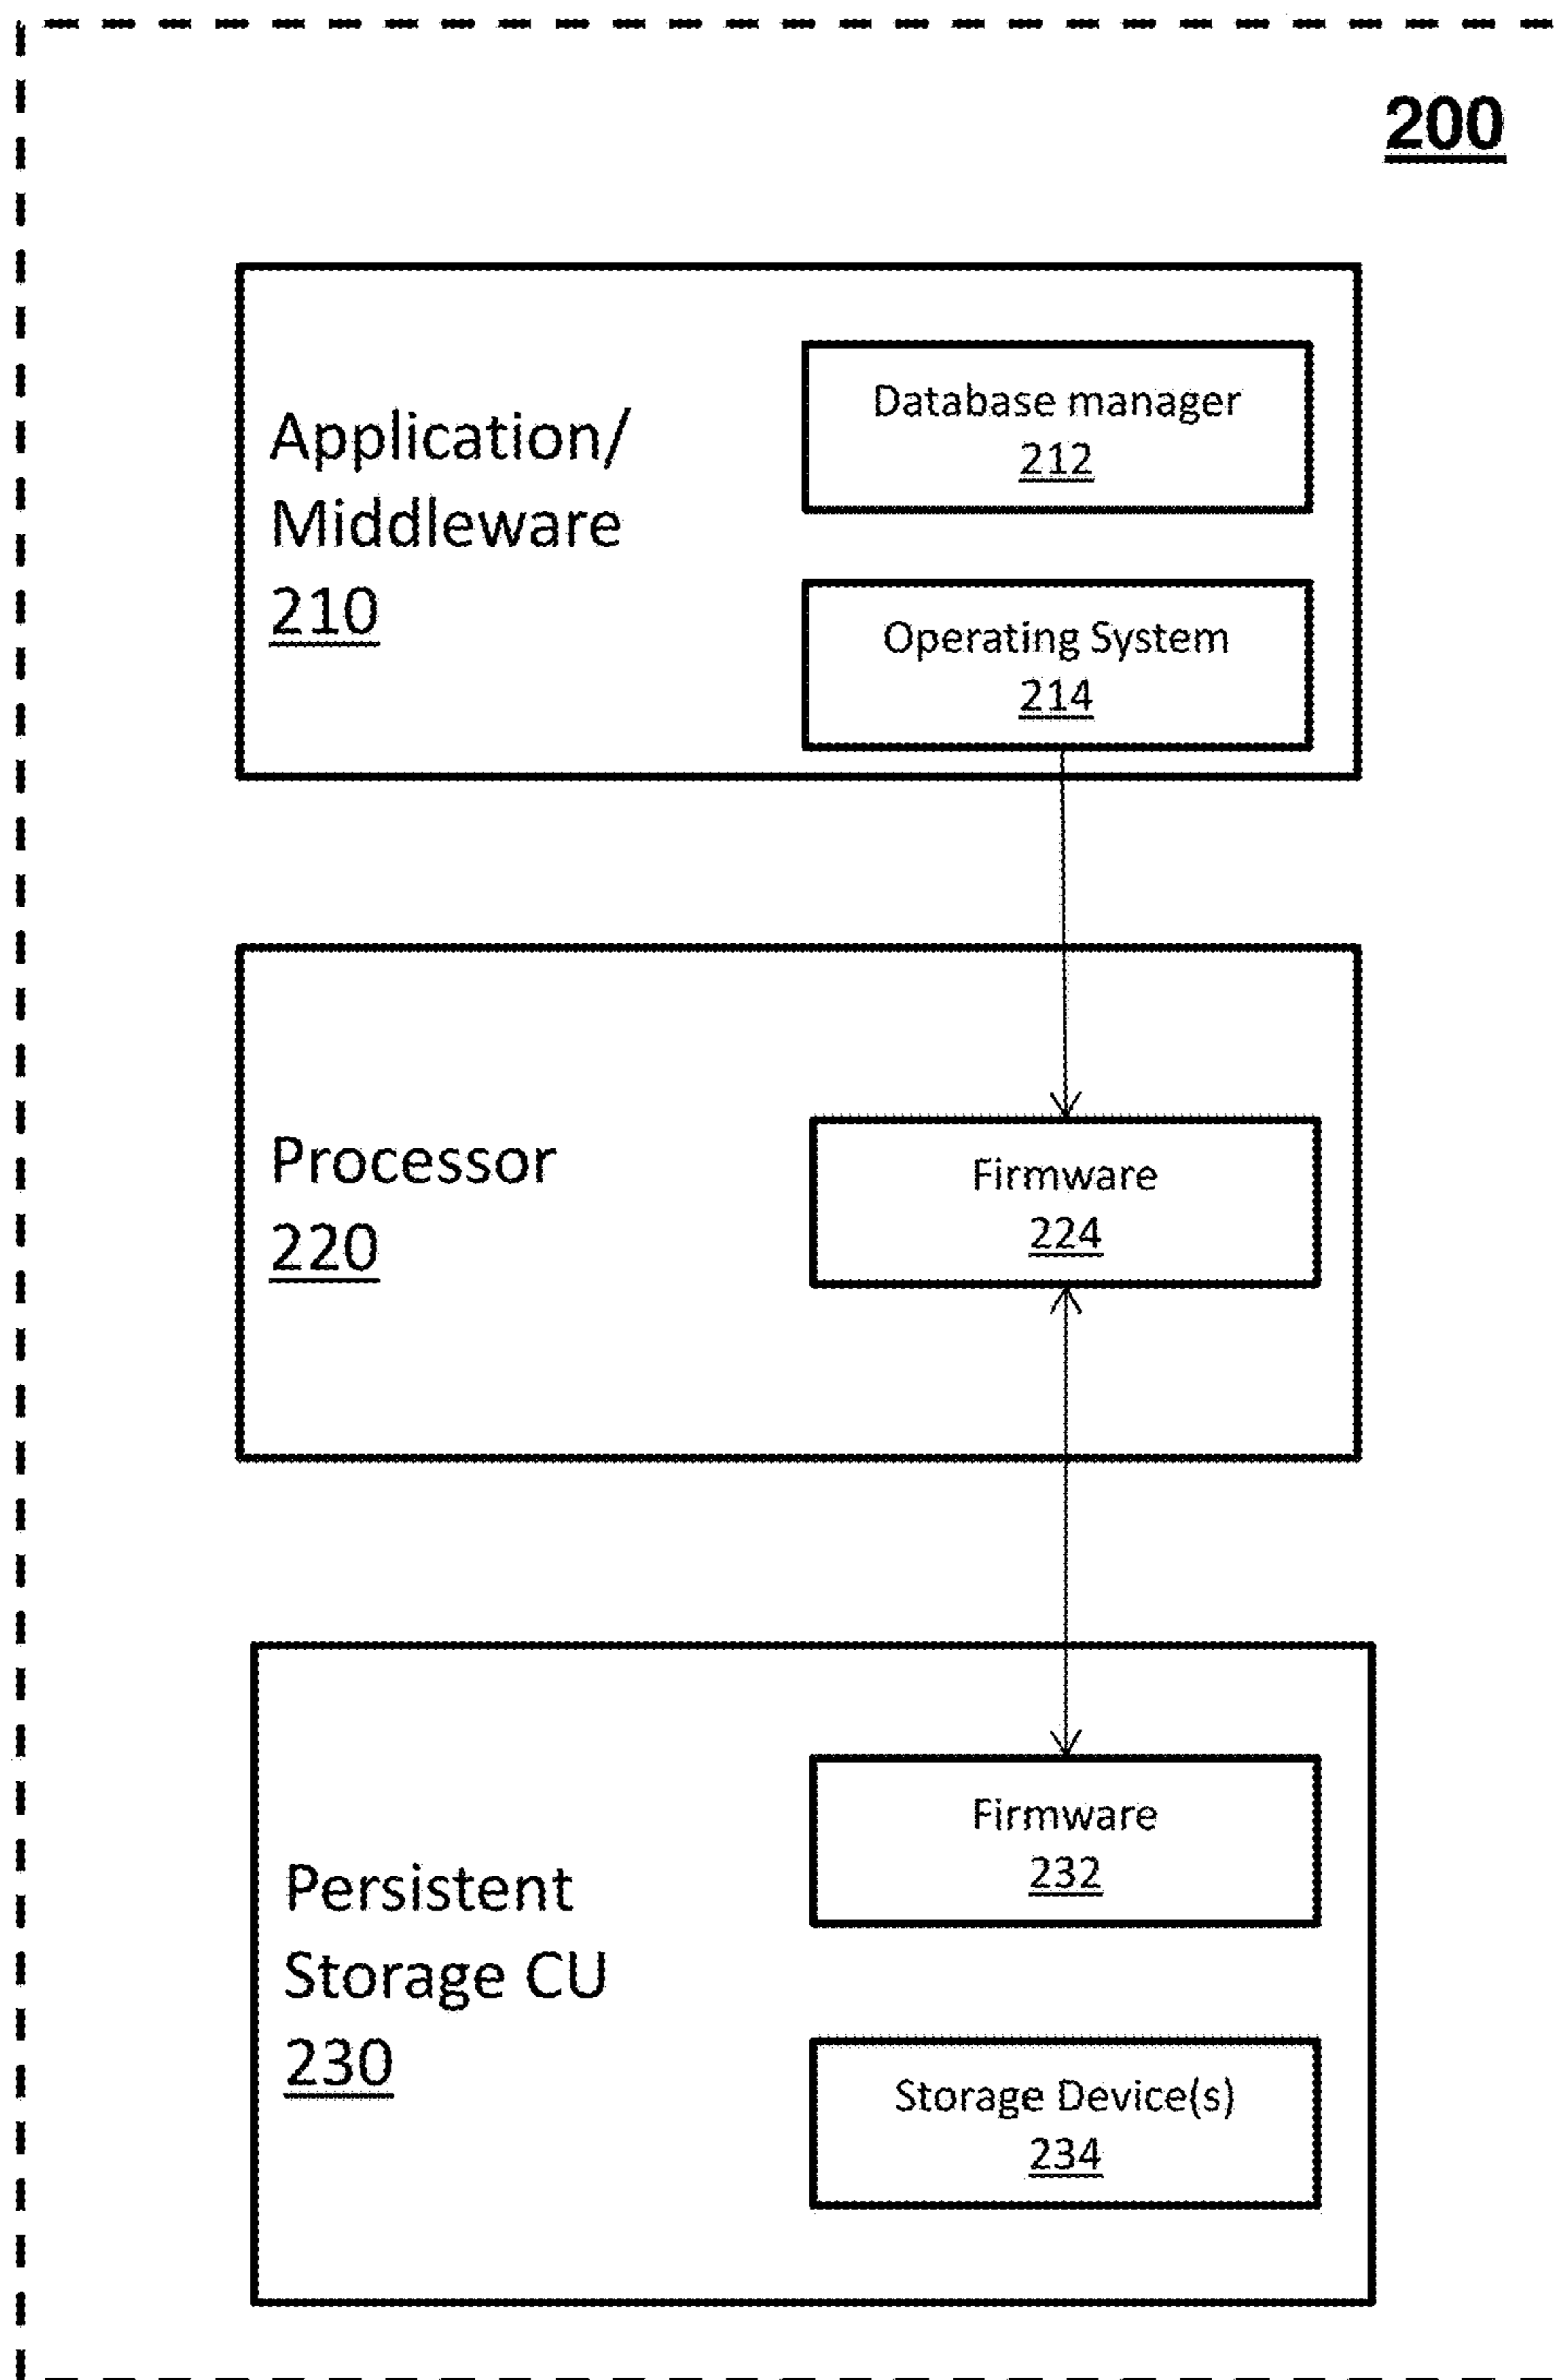 200
Application/
Middleware
210
Database manager
212
Operating System
214
Processor
220
Firmware
224
Persistent
Storage CU
230
Firmware
232
Storage Device(s)
234